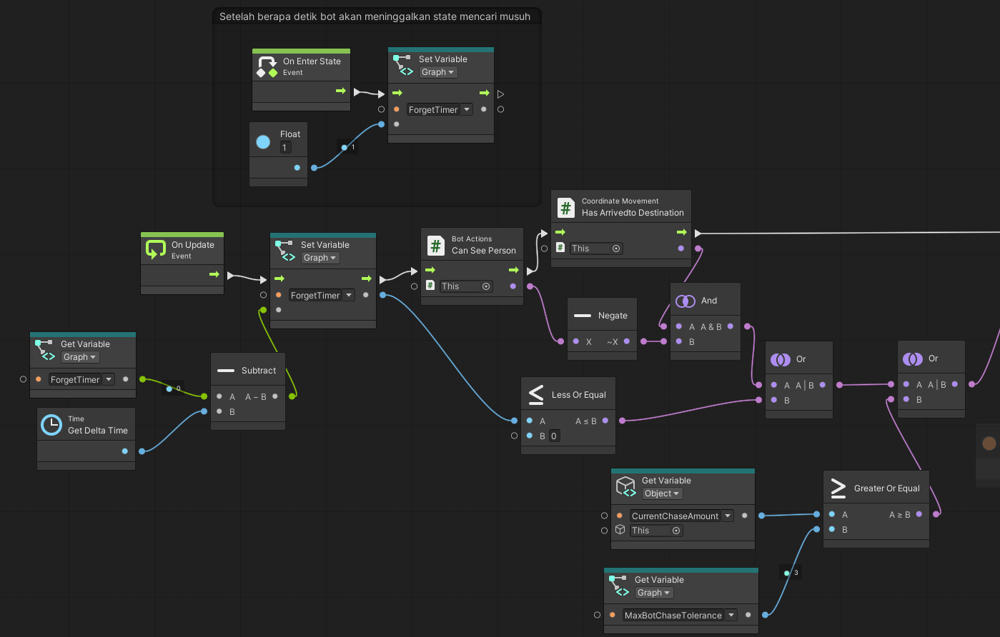 Setelah berapa detik bot akan meninggalkan state mencari musuh
On Enter State
Event
Set Variable
Graph
ForgetTimer
Float
1
1
Coordinate Movement
Has Arrivedto Destination
This
On Update
Event
Set Variable
Graph
ForgetTimer
Bot Actions
Can See Person
This
Negate
X ~X
And
A A & B
B
Get Variable
Graph
ForgetTimer
0
Subtract
A A − B
B
Time
Get Delta Time
Less Or Equal
A A ≤ B
B 0
Or
A A | B
B
Or
A A | B
B
Get Variable
Object
CurrentChaseAmount
This
Greater Or Equal
A A ≥ B
B
3
Get Variable
Graph
MaxBotChaseTolerance